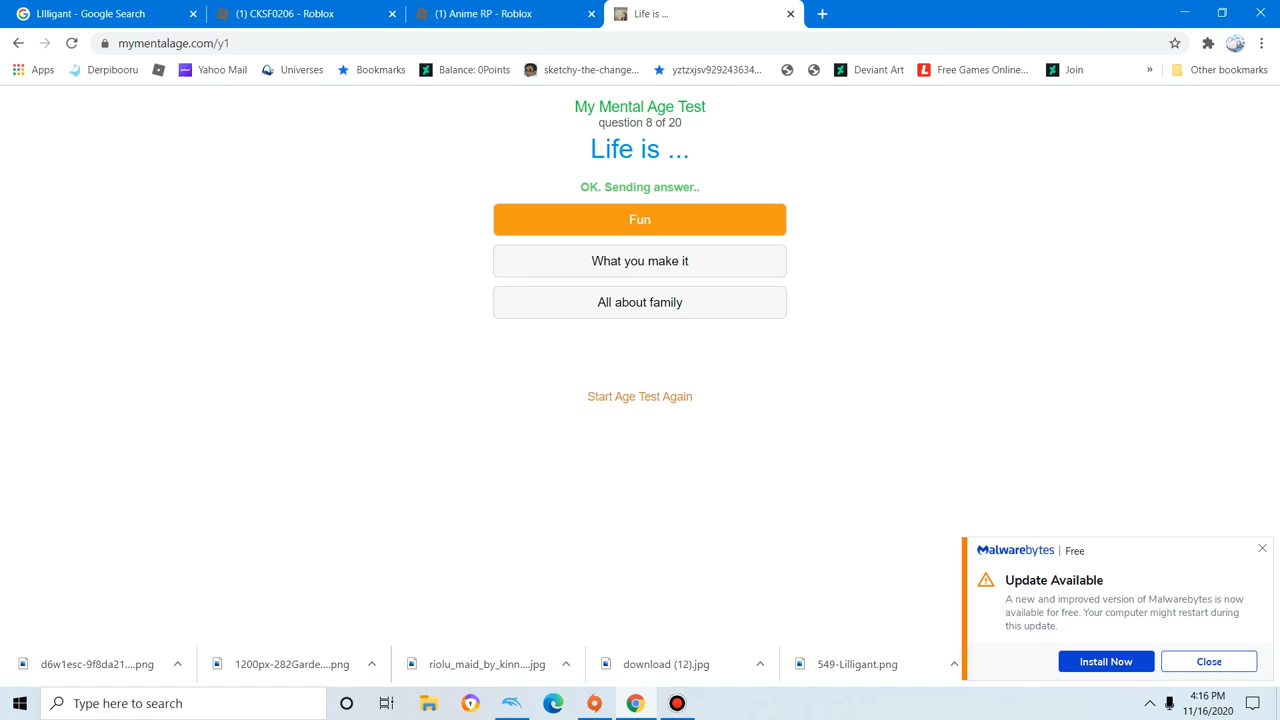 Lllligant - Google Search
(1) CKSF0206 - Roblox
(1) Anime RP - Roblox
Life is ...
mymentalage.com/y1
Apps
Derpibooru
Yahoo Mail
Universes
Bookmarks
Balance: 0Points
sketchy-the-change...
yztzxjsv929243634...
Deviant Art
Free Games Online...
Join
»
Other bookmarks
My Mental Age Test
question 8 of 20
Life is ...
OK. Sending answer..
Fun
What you make it
All about family
Start Age Test Again
Malwarebytes | Free
Update Available
A new and improved version of Malwarebytes is now
available for free. Your computer might restart during
this update.
Install Now
Close
d6w1esc-9f8da21....png
1200px-282Garde....png
riolu_maid_by_kinn....jpg
download (12).jpg
549-Lilligant.png
Type here to search
4:16 PM
11/16/2020